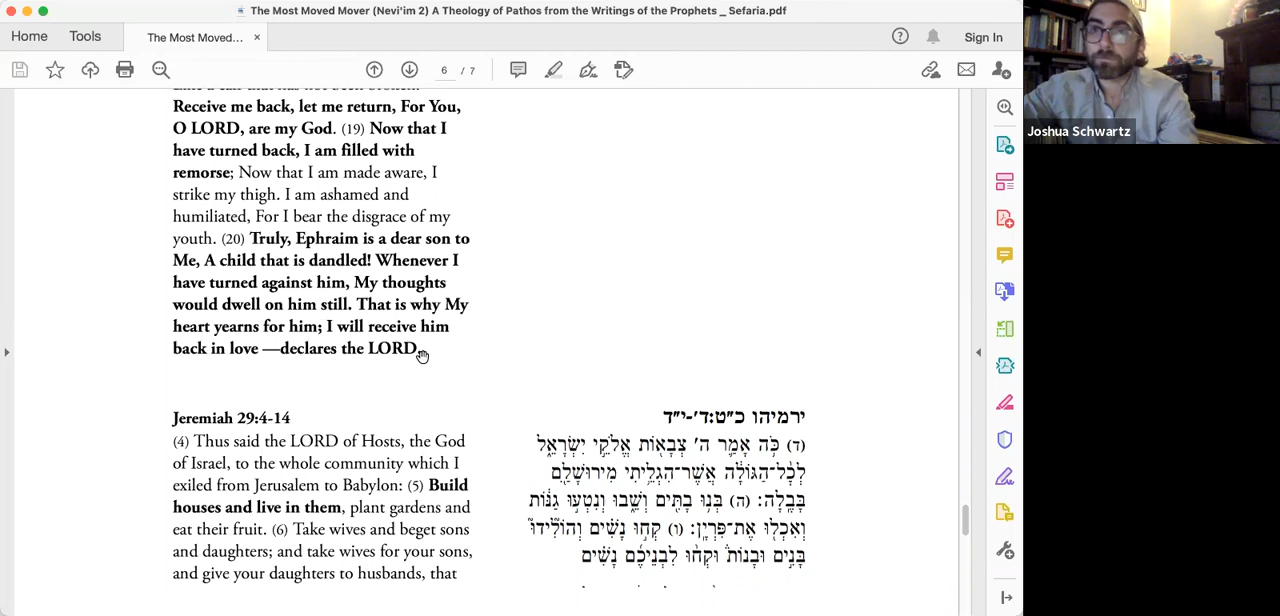 The Most Moved Mover (Nevi'im 2) A Theology of Pathos from the Writings of the Prophets _ Sefaria.pdf
Home
Tools
The Most Moved...
Sign In
6 / 7
Receive me back, let me return, For You,
O LORD, are my God. (19) Now that I
have turned back, I am filled with
remorse; Now that I am made aware, I
strike my thigh. I am ashamed and
humiliated, For I bear the disgrace of my
youth. (20) Truly, Ephraim is a dear son to
Me, A child that is dandled! Whenever I
have turned against him, My thoughts
would dwell on him still. That is why My
heart yearns for him; I will receive him
back in love —declares the LORD.
Jeremiah 29:4-14
(4) Thus said the LORD of Hosts, the God
of Israel, to the whole community which I
exiled from Jerusalem to Babylon: (5) Build
houses and live in them, plant gardens and
eat their fruit. (6) Take wives and beget sons
and daughters; and take wives for your sons,
and give your daughters to husbands, that
ירמיהו כ״ט:ד׳-י״ד
(ד) כֹּ֥ה אָמַ֛ר ה' צְבָא֖וֹת אֱלֹקֵ֣י יִשְׂרָאֵ֑ל
לְכׇל־הַ֨גּוֹלָ֔ה אֲשֶׁר־הִגְלֵ֥יתִי מִירוּשָׁלַ֖͏ִם
בָּבֶֽלָה׃ (ה) בְּנ֥וּ בָתִּ֖ים וְשֵׁ֑בוּ וְנִטְע֣וּ גַנּ֔וֹת
וְאִכְל֖וּ אֶת־פִּרְיָֽן׃ (ו) קְח֣וּ נָשִׁ֗ים וְהוֹלִ֘ידוּ֮
בָּנִ֣ים וּבָנוֹת֒ וּקְח֨וּ לִבְנֵיכֶ֜ם נָשִׁ֗ים
Joshua Schwartz